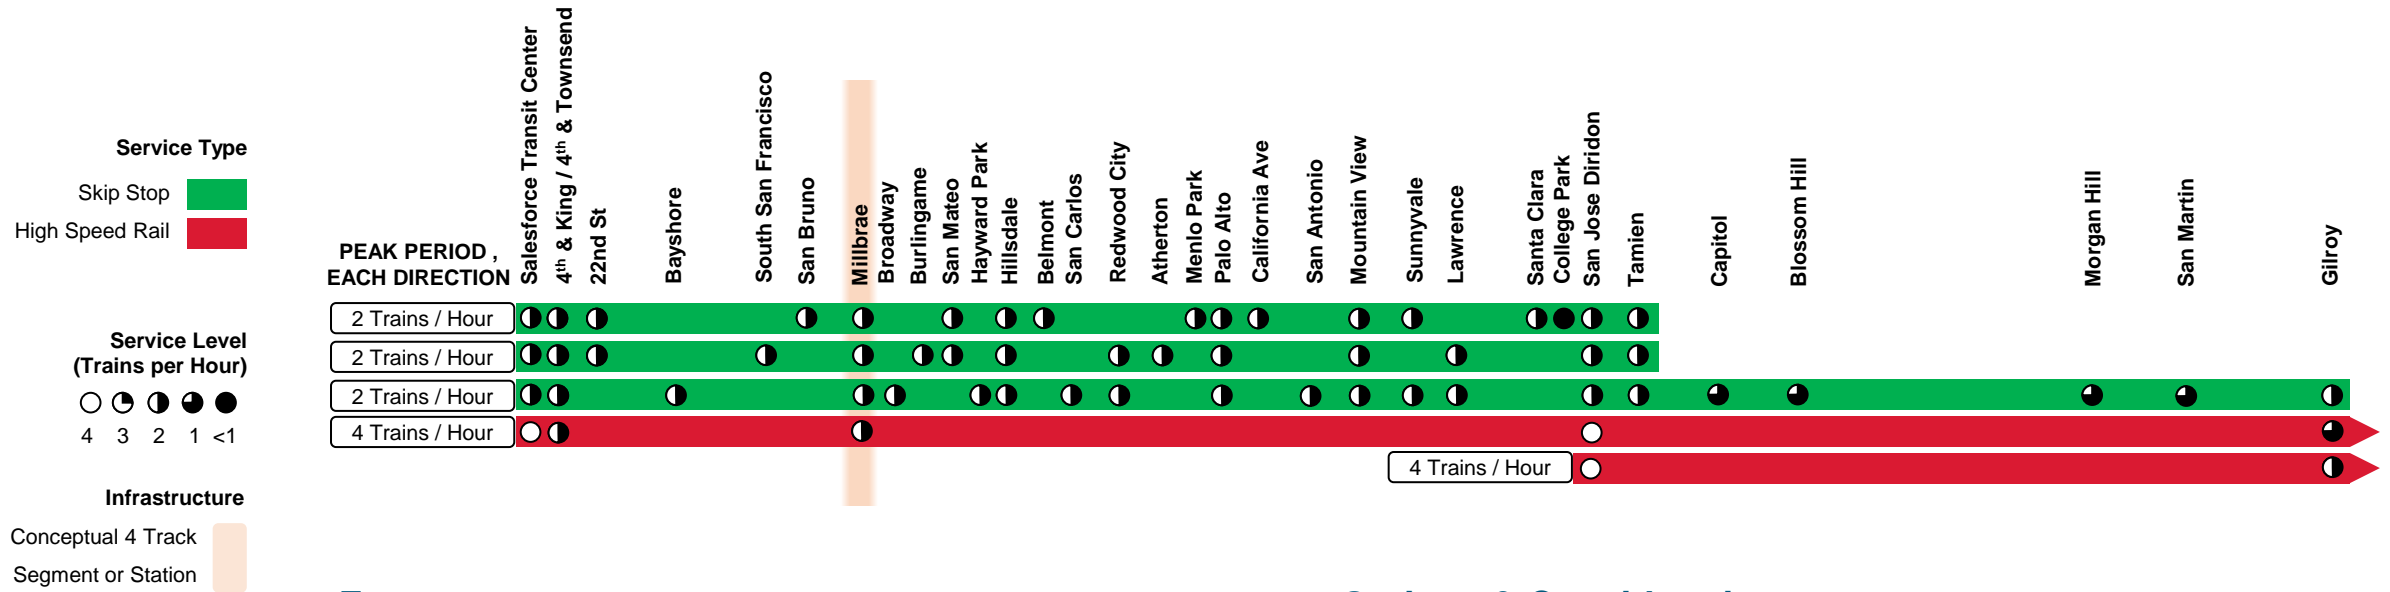 Service Type
Skip Stop
High Speed Rail
Service Level
(Trains per Hour)
4 3 2 1 <1
Infrastructure
Conceptual 4 Track
Segment or Station
PEAK PERIOD ,
EACH DIRECTION
Salesforce Transit Center
4th & King / 4th & Townsend
22nd St
Bayshore
South San Francisco
San Bruno
Millbrae
Broadway
Burlingame
San Mateo
Hayward Park
Hillsdale
Belmont
San Carlos
Redwood City
Atherton
Menlo Park
Palo Alto
California Ave
San Antonio
Mountain View
Sunnyvale
Lawrence
Santa Clara
College Park
San Jose Diridon
Tamien
Capitol
Blossom Hill
Morgan Hill
San Martin
Gilroy
2 Trains / Hour
2 Trains / Hour
2 Trains / Hour
4 Trains / Hour
4 Trains / Hour